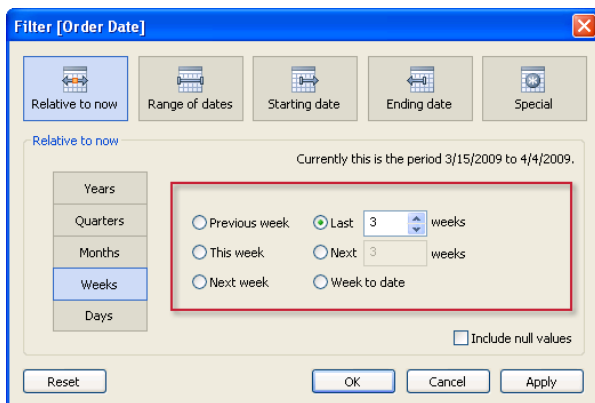 Filter [Order Date]
Relative to now
Range of dates
Starting date
Ending date
Special
Relative to now
Currently this is the period 3/15/2009 to 4/4/2009.
Years
Quarters
Months
Weeks
Days
Previous week
Last 3 weeks
This week
Next 3 weeks
Next week
Week to date
Include null values
Reset
OK
Cancel
Apply